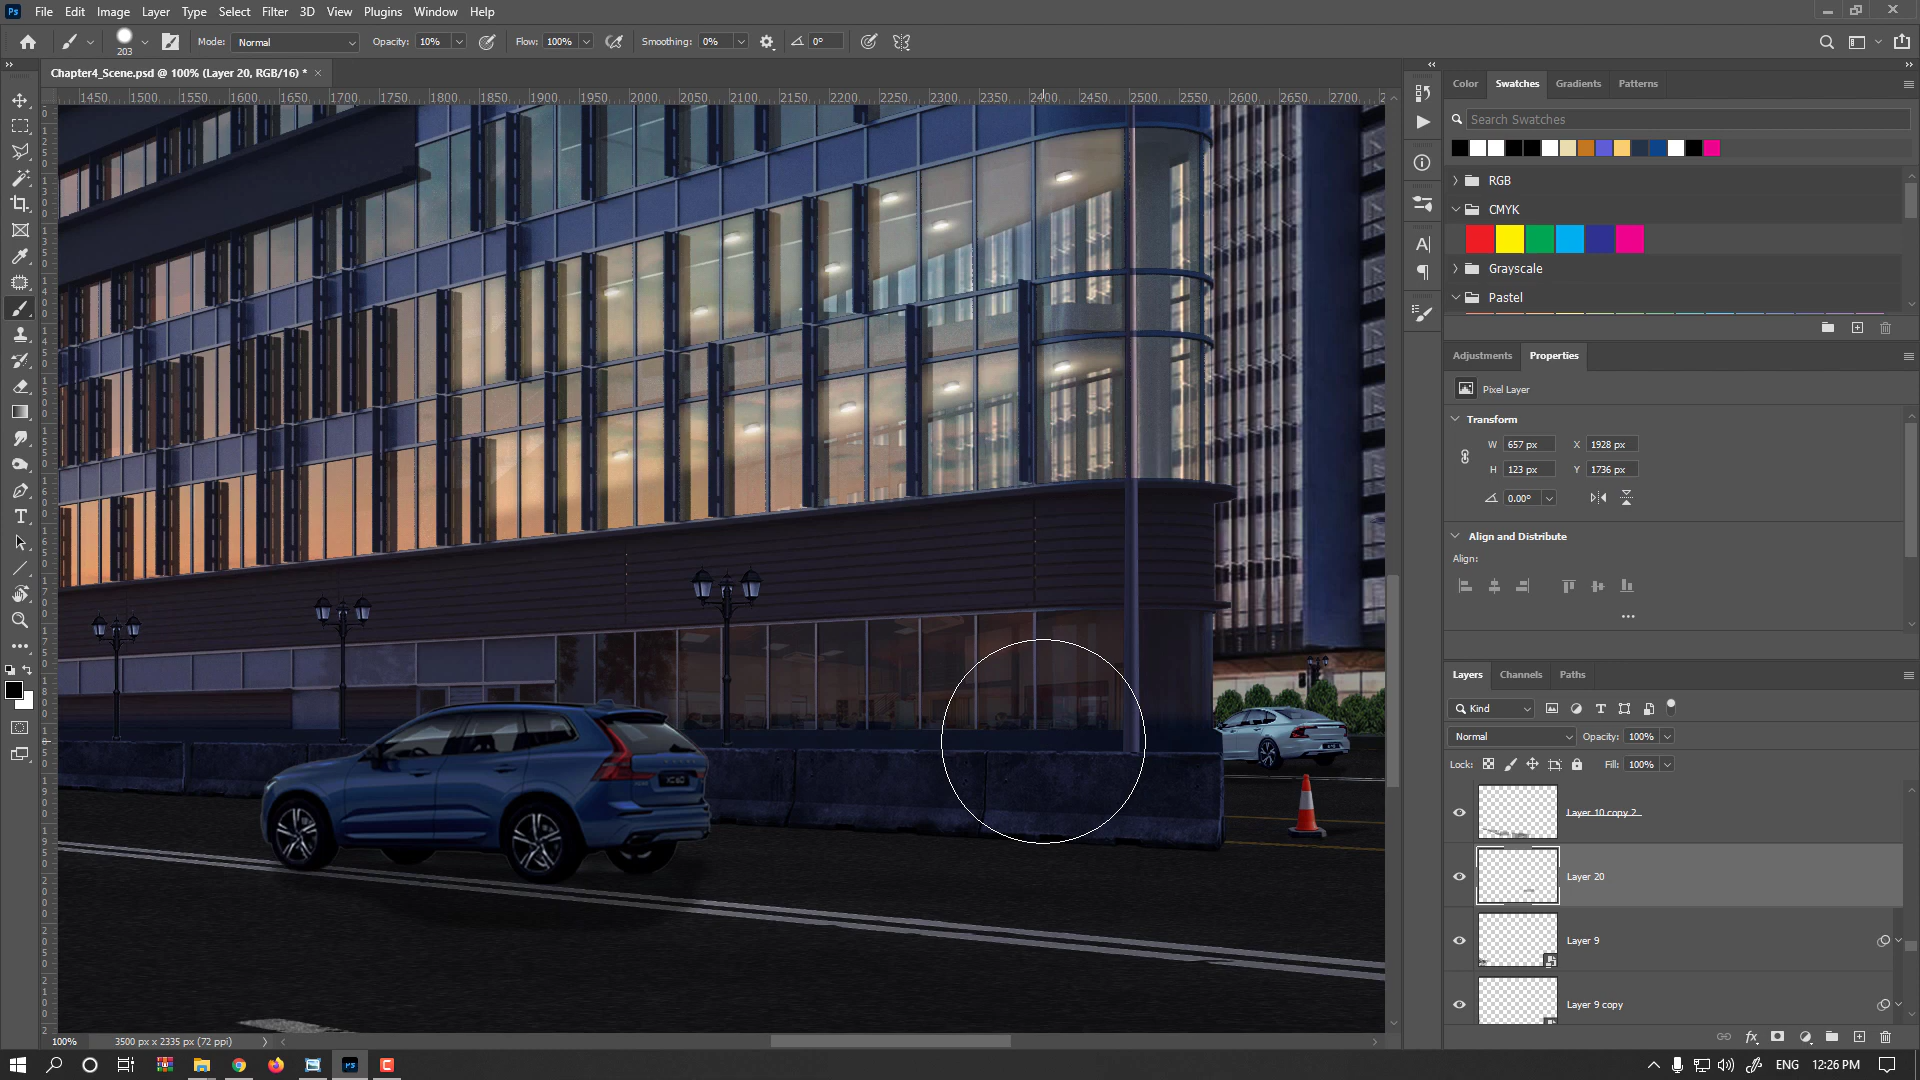 Ps File Edit Image Layer Type Select Filter 3D View Plugins Window Help
203 Mode: Normal Opacity: 10% Flow: 100% Smoothing: 0% 0°
Chapter4_Scene.psd @ 100% (Layer 20, RGB/16) * ×
1450 1500 1550 1600 1650 1700 1750 1800 1850 1900 1950 2000 2050 2100 2150 2200 2250 2300 2350 2400 2450 2500 2550 2600 2650 2700
Color Swatches Gradients Patterns
Search Swatches
RGB
CMYK
Grayscale
Pastel
Adjustments Properties
Pixel Layer
Transform
W 657 px X 1928 px
H 123 px Y 1736 px
0.00°
Align and Distribute
Align:
Layers Channels Paths
Kind
Normal Opacity: 100%
Lock: Fill: 100%
Layer 10 copy 2
Layer 20
Layer 9
Layer 9 copy
XC60
100% 3500 px x 2335 px (72 ppi)
ENG 12:26 PM